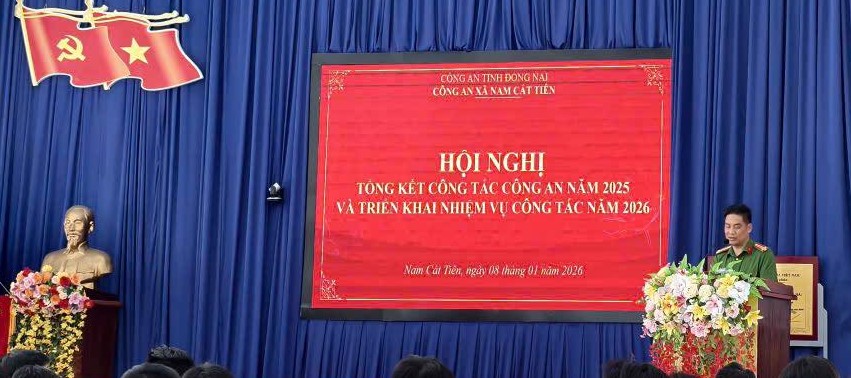 CÔNG AN TỈNH ĐỒNG NAI
CÔNG AN XÃ NAM CÁT TIÊN
HỘI NGHỊ
TỔNG KẾT CÔNG TÁC CÔNG AN NĂM 2025
VÀ TRIỂN KHAI NHIỆM VỤ CÔNG TÁC NĂM 2026
Nam Cát Tiên, ngày 08 tháng 01 năm 2026